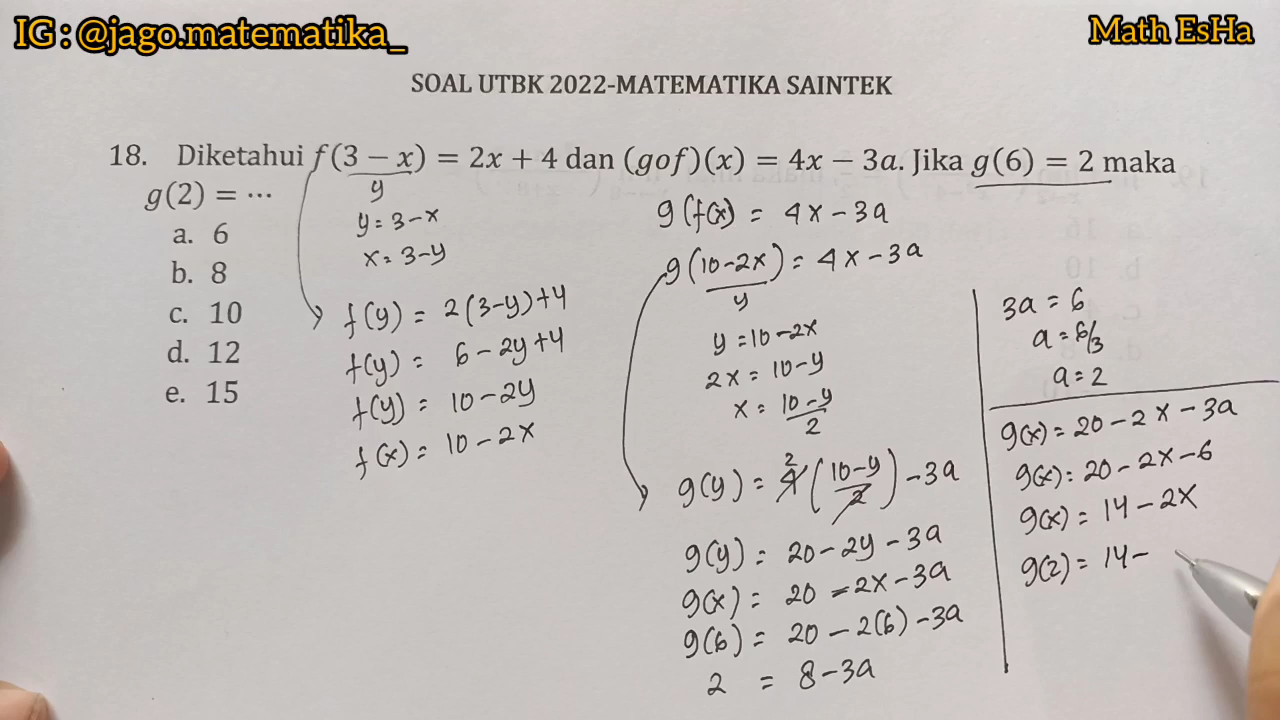 IG : @jago.matematika_
Math EsHa
SOAL UTBK 2022-MATEMATIKA SAINTEK
18. Diketahui f(3 − x) = 2x + 4 dan (gof)(x) = 4x − 3a. Jika g(6) = 2 maka
g(2) = ⋯
a. 6
b. 8
c. 10
d. 12
e. 15
y
y = 3 - x
x = 3 - y
f(y) = 2(3-y)+4
f(y) = 6 - 2y + 4
f(y) = 10 - 2y
f(x) = 10 - 2x
g(f(x)) = 4x - 3a
g(10-2x) = 4x - 3a
y
y = 10 - 2x
2x = 10 - y
x = (10-y)/2
g(y) = 4 2 ((10-y)/2) - 3a
g(y) = 20 - 2y - 3a
g(x) = 20 - 2x - 3a
g(6) = 20 - 2(6) - 3a
2 = 8 - 3a
3a = 6
a = 6/3
a = 2
g(x) = 20 - 2x - 3a
g(x) = 20 - 2x - 6
g(x) = 14 - 2x
g(2) = 14 -